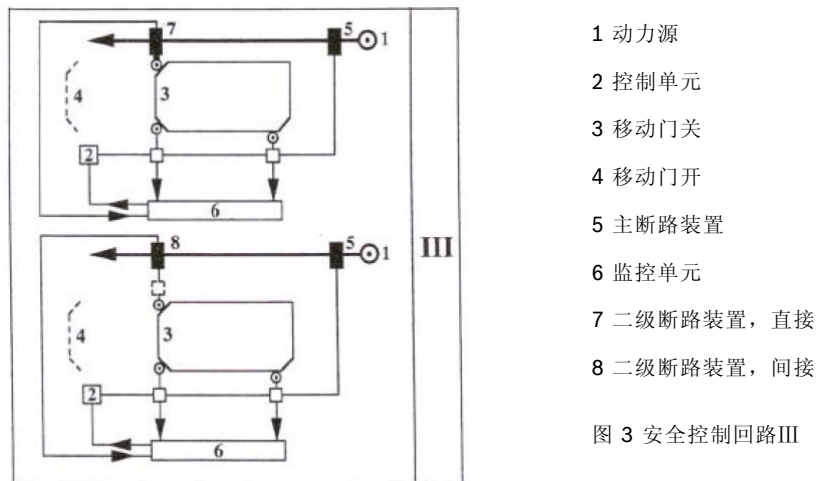 7
5
1
4
3
2
6
8
5
1
4
3
2
6
III
1 动力源
2 控制单元
3 移动门关
4 移动门开
5 主断路装置
6 监控单元
7 二级断路装置，直接
8 二级断路装置，间接
图 3 安全控制回路Ⅲ